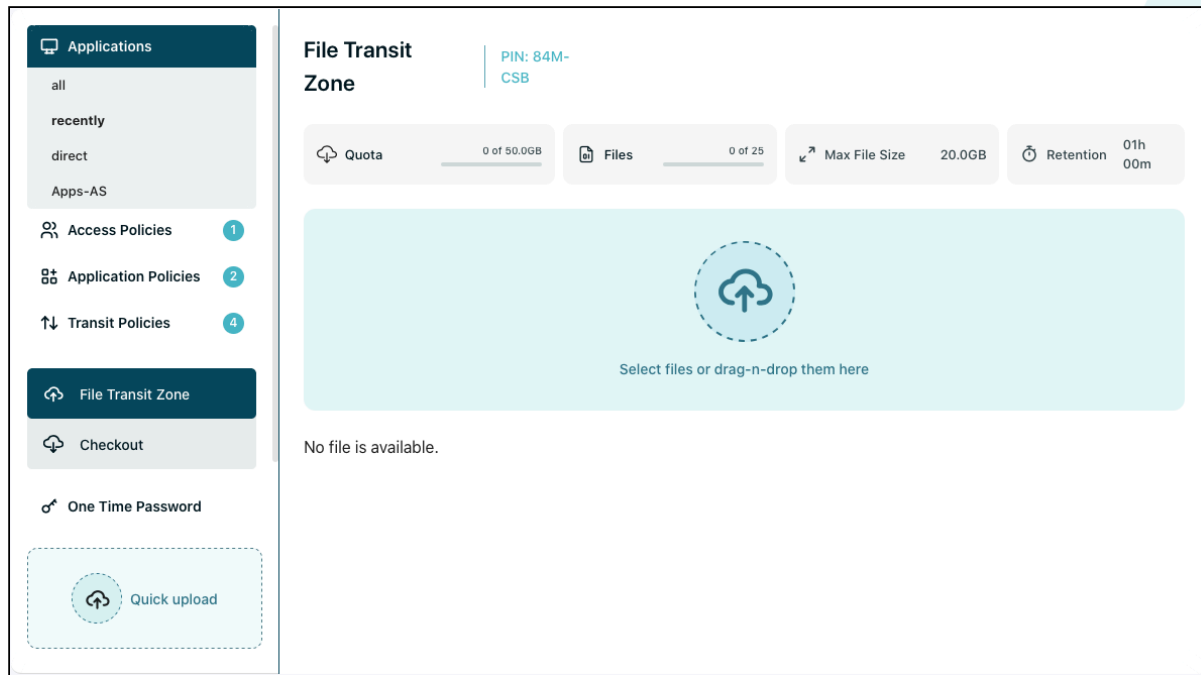 Applications
all
recently
direct
Apps-AS
Access Policies 1
Application Policies 2
Transit Policies 4
File Transit Zone
Checkout
One Time Password
Quick upload
File Transit
Zone
PIN: 84M-
CSB
Quota 0 of 50.0GB
Files 0 of 25
Max File Size 20.0GB
Retention 01h
00m
Select files or drag-n-drop them here
No file is available.